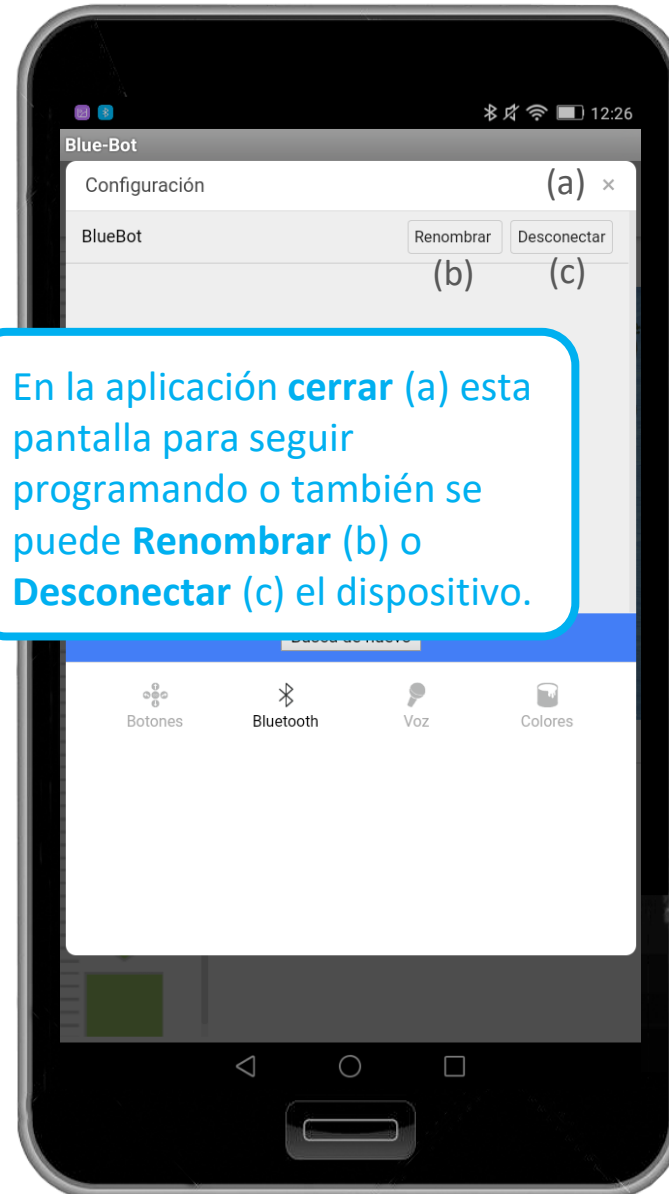 12:26
Blue-Bot
Configuración (a) ×
BlueBot Renombrar Desconectar
(b) (c)
En la aplicación cerrar (a) esta
pantalla para seguir
programando o también se
puede Renombrar (b) o
Desconectar (c) el dispositivo.
Botones Bluetooth Voz Colores